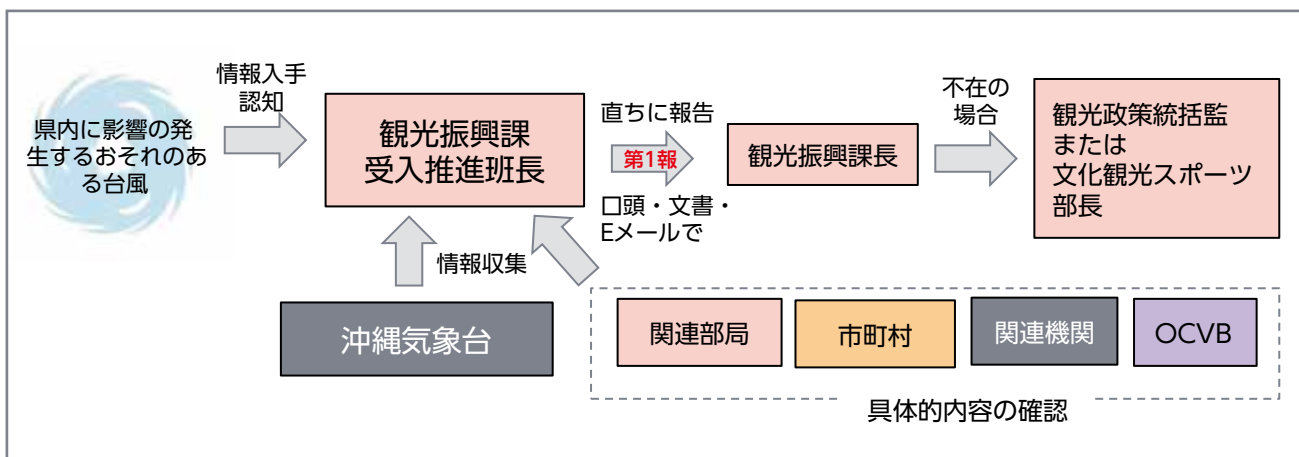 情報入手
認知
県内に影響の発
生するおそれのあ
る台風
観光振興課
受入推進班長
直ちに報告
第1報
口頭・文書・
Eメールで
観光振興課長
不在の
場合
観光政策統括監
または
文化観光スポーツ
部長
情報収集
沖縄気象台
関連部局
市町村
関連機関
OCVB
具体的内容の確認